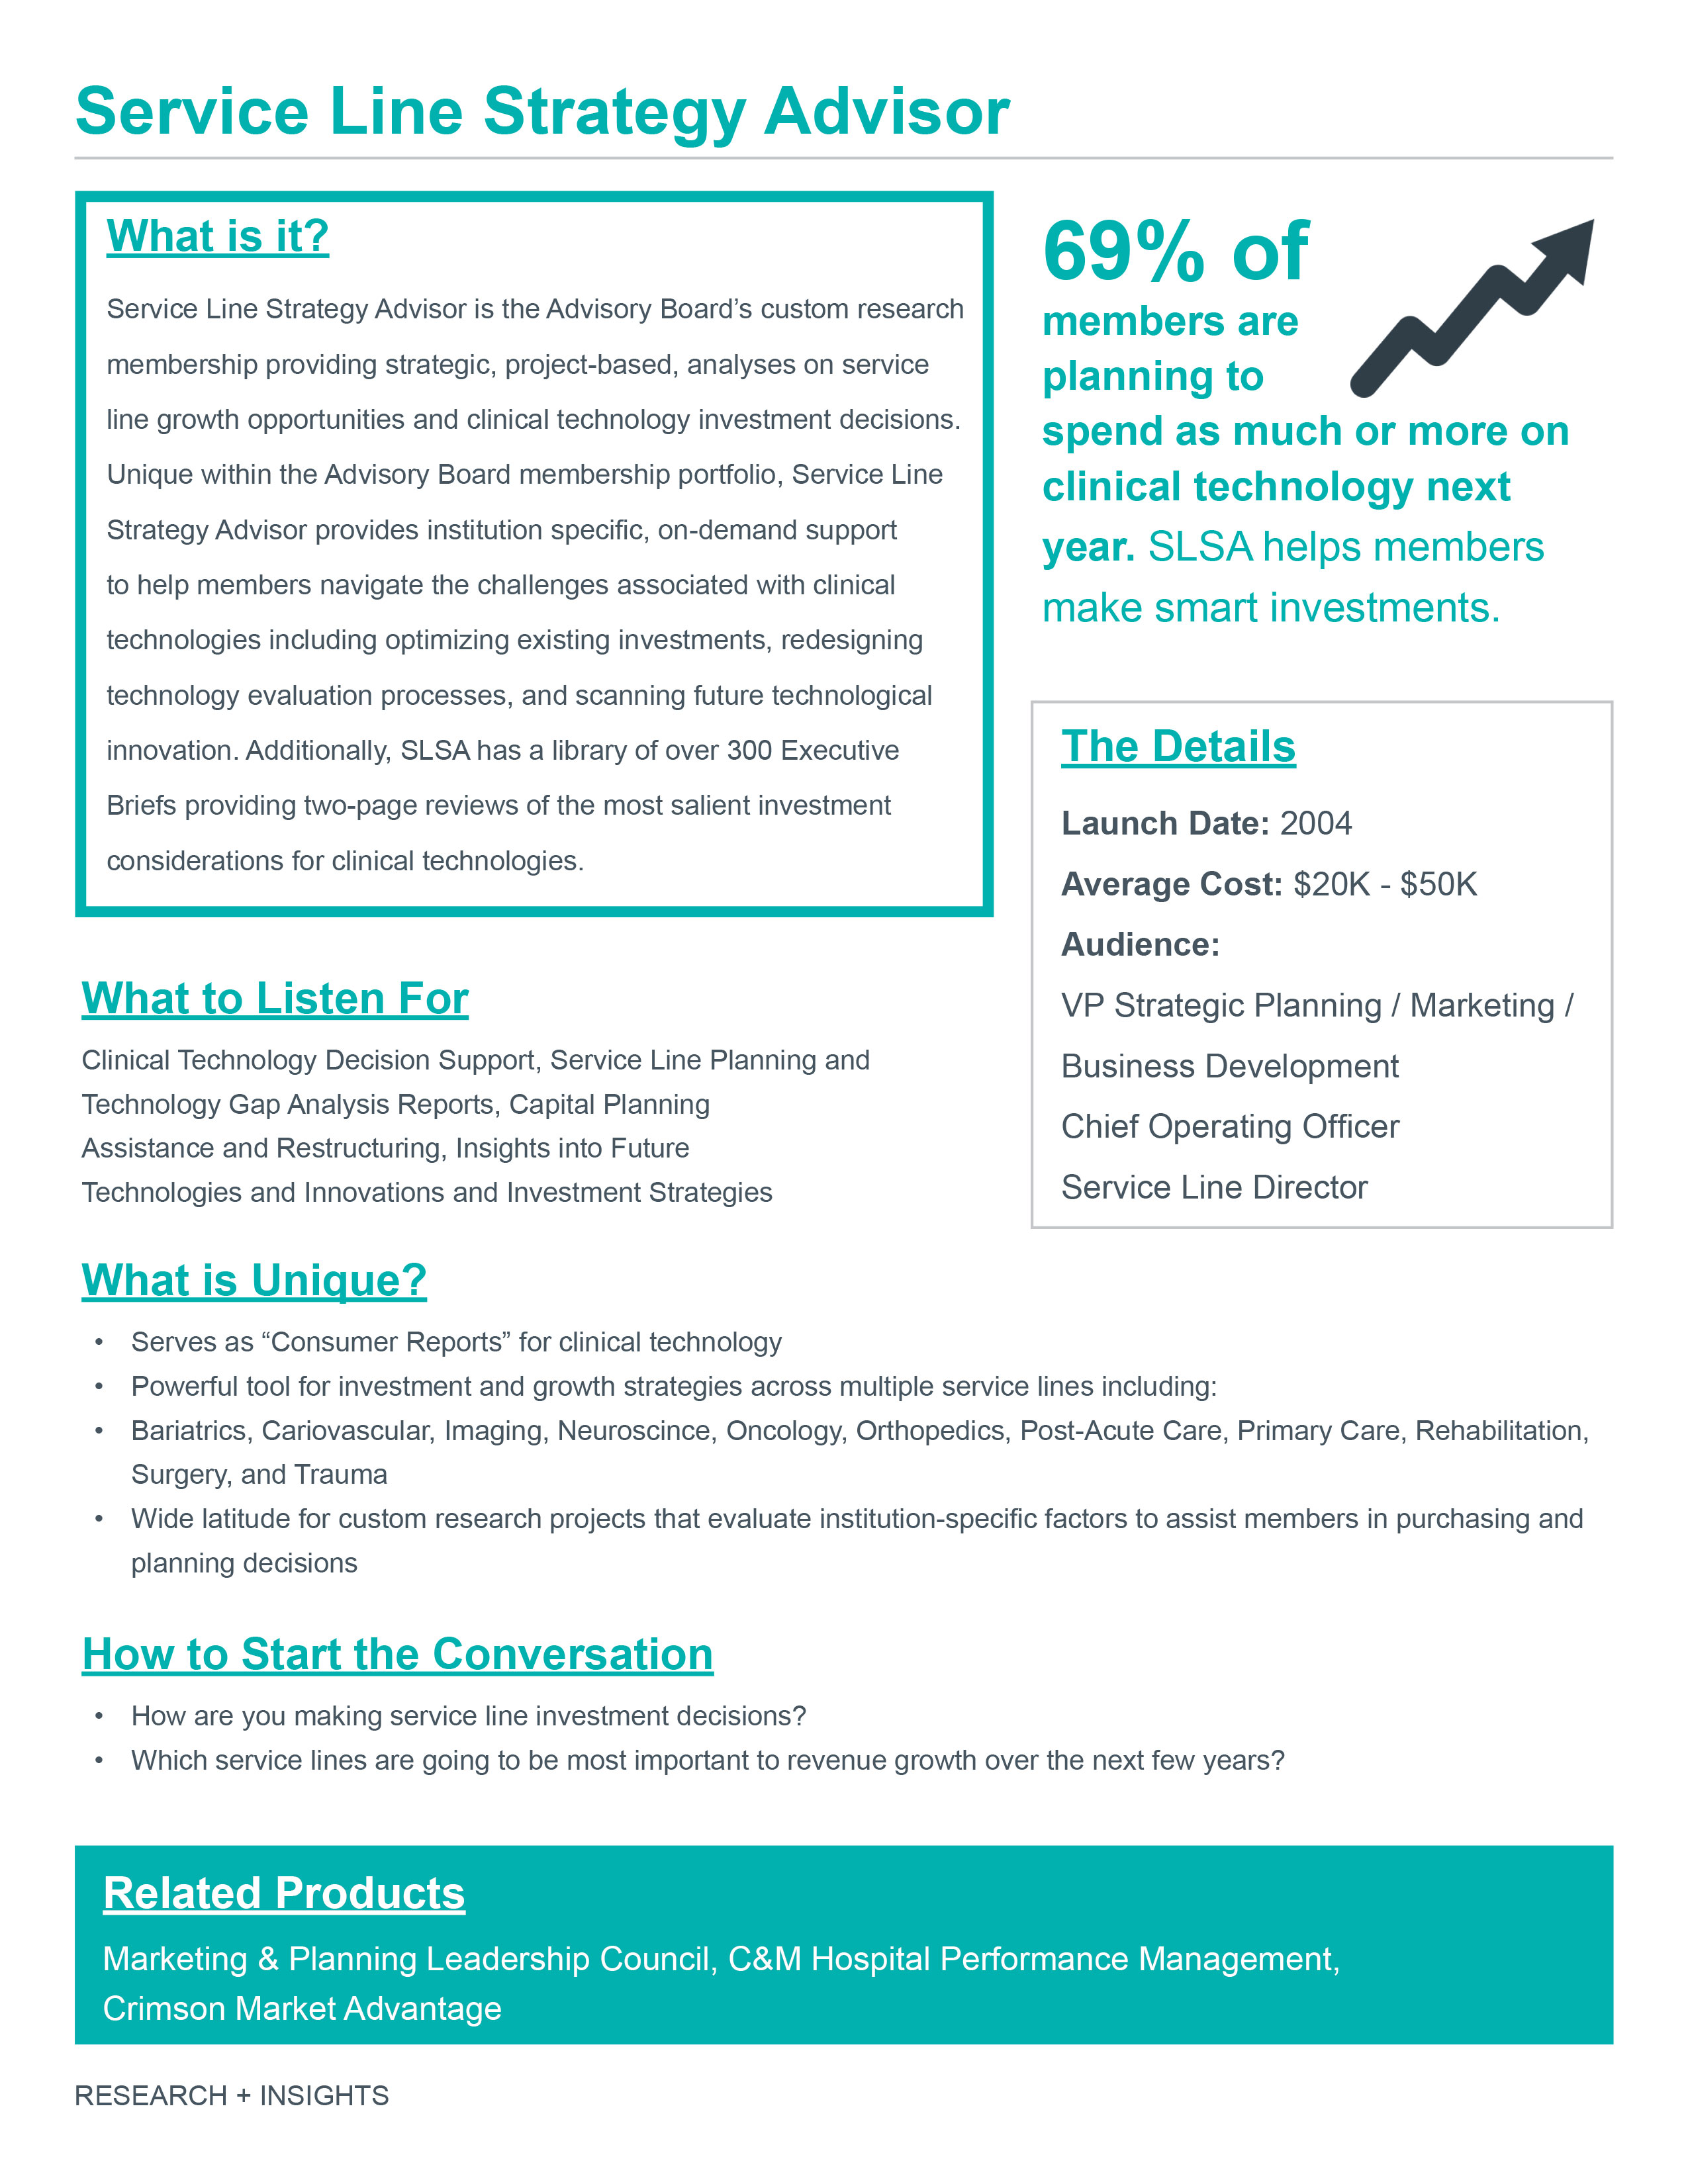 Service Line Strategy Advisor
What is it?
Service Line Strategy Advisor is the Advisory Board’s custom research
membership providing strategic, project-based, analyses on service
line growth opportunities and clinical technology investment decisions.
Unique within the Advisory Board membership portfolio, Service Line
Strategy Advisor provides institution specific, on-demand support
to help members navigate the challenges associated with clinical
technologies including optimizing existing investments, redesigning
technology evaluation processes, and scanning future technological
innovation. Additionally, SLSA has a library of over 300 Executive
Briefs providing two-page reviews of the most salient investment
considerations for clinical technologies.
69% of
members are
planning to
spend as much or more on
clinical technology next
year. SLSA helps members
make smart investments.
The Details
Launch Date: 2004
Average Cost: $20K - $50K
Audience:
VP Strategic Planning / Marketing /
Business Development
Chief Operating Officer
Service Line Director
What to Listen For
Clinical Technology Decision Support, Service Line Planning and
Technology Gap Analysis Reports, Capital Planning
Assistance and Restructuring, Insights into Future
Technologies and Innovations and Investment Strategies
What is Unique?
• Serves as “Consumer Reports” for clinical technology
• Powerful tool for investment and growth strategies across multiple service lines including:
• Bariatrics, Cariovascular, Imaging, Neuroscince, Oncology, Orthopedics, Post-Acute Care, Primary Care, Rehabilitation,
Surgery, and Trauma
• Wide latitude for custom research projects that evaluate institution-specific factors to assist members in purchasing and
planning decisions
How to Start the Conversation
• How are you making service line investment decisions?
• Which service lines are going to be most important to revenue growth over the next few years?
Related Products
Marketing & Planning Leadership Council, C&M Hospital Performance Management,
Crimson Market Advantage
RESEARCH + INSIGHTS